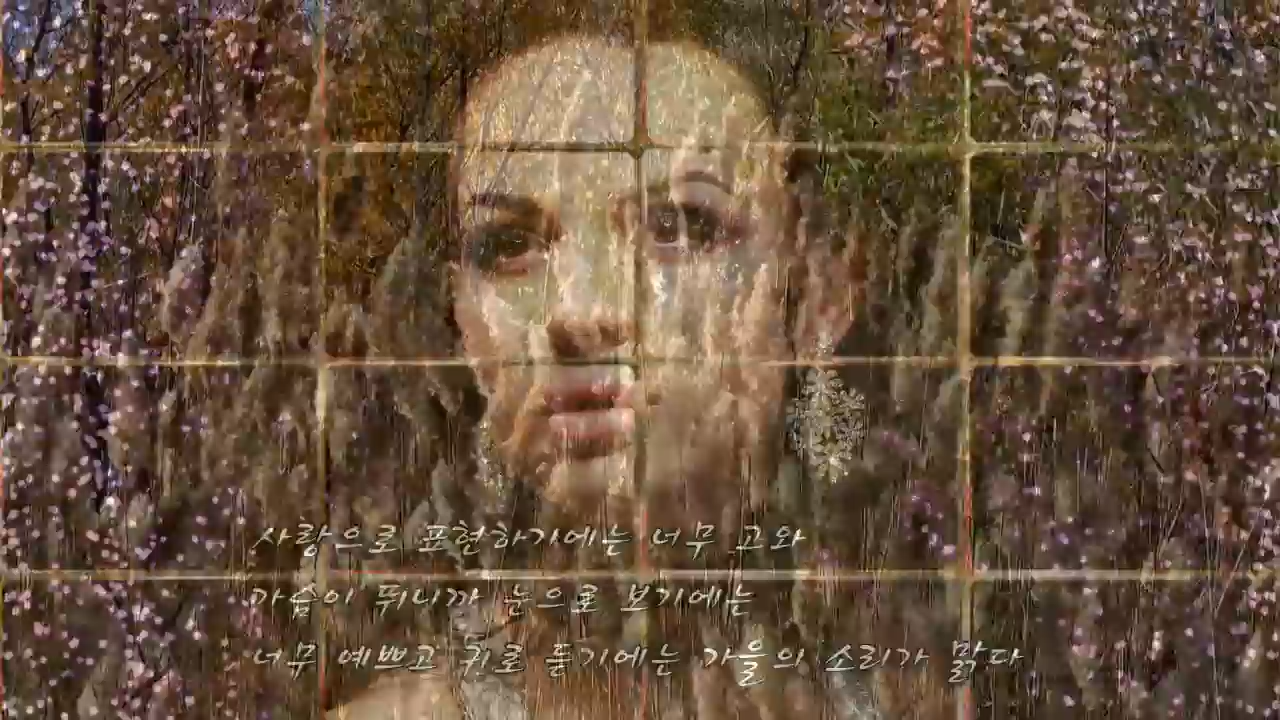 사랑으로 표현하기에는 너무 고와
가슴이 뛰니까 눈으로 보기에는
너무 예쁘고 귀로 듣기에는 가을의 소리가 맑다